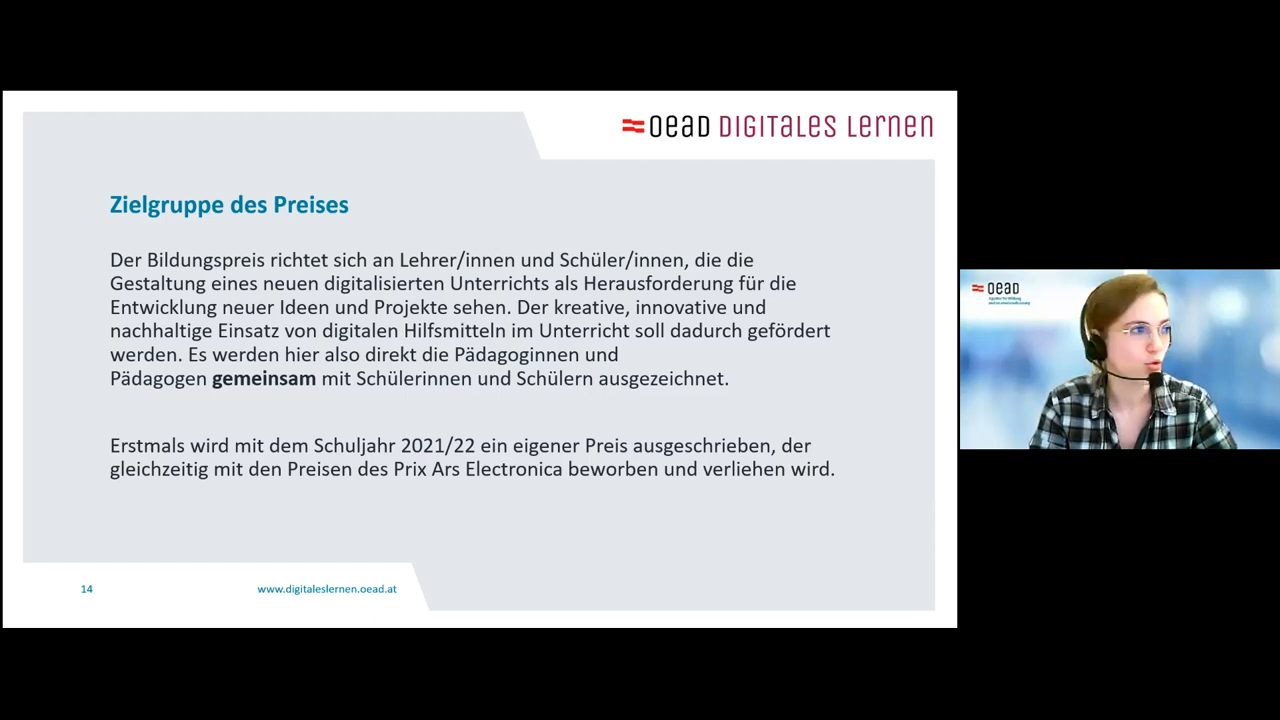 oead DIGITALES LERNEN
Zielgruppe des Preises
Der Bildungspreis richtet sich an Lehrer/innen und Schüler/innen, die die
Gestaltung eines neuen digitalisierten Unterrichts als Herausforderung für die
Entwicklung neuer Ideen und Projekte sehen. Der kreative, innovative und
nachhaltige Einsatz von digitalen Hilfsmitteln im Unterricht soll dadurch gefördert
werden. Es werden hier also direkt die Pädagoginnen und
Pädagogen gemeinsam mit Schülerinnen und Schülern ausgezeichnet.
Erstmals wird mit dem Schuljahr 2021/22 ein eigener Preis ausgeschrieben, der
gleichzeitig mit den Preisen des Prix Ars Electronica beworben und verliehen wird.
14
www.digitaleslernen.oead.at
oead